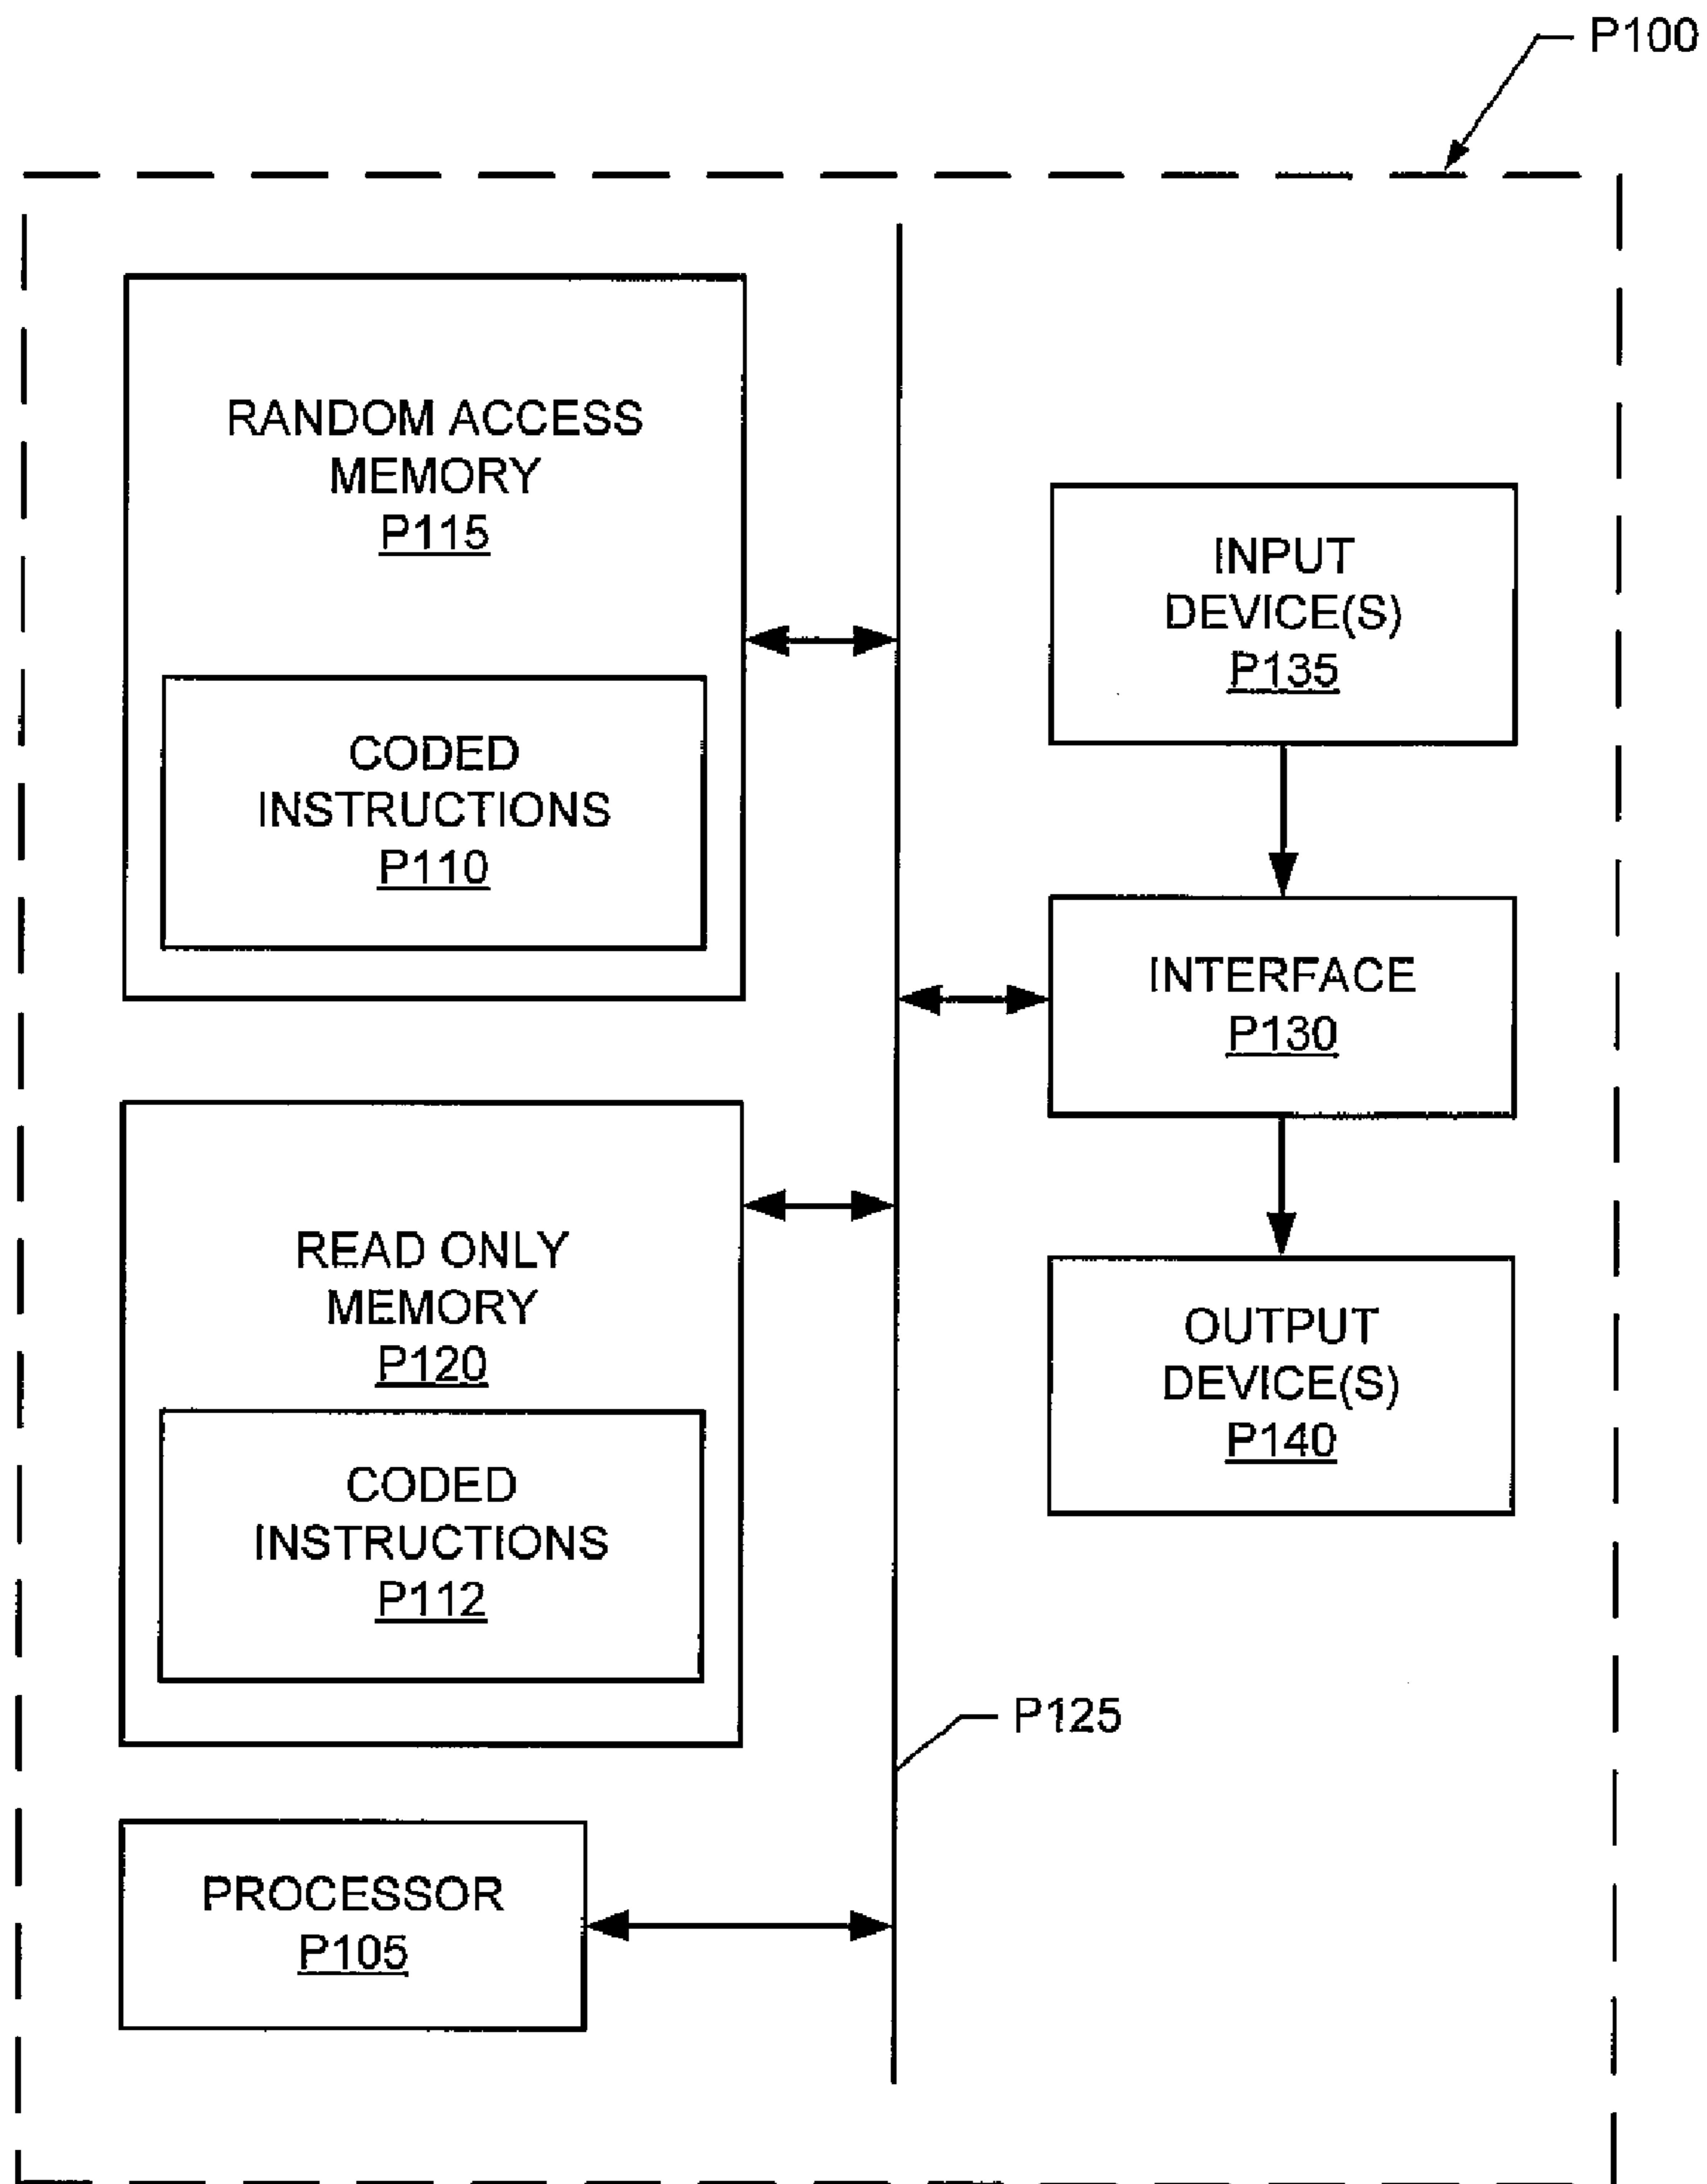 P100
RANDOM ACCESS
MEMORY
P115
CODED
INSTRUCTIONS
P110
READ ONLY
MEMORY
P120
CODED
INSTRUCTIONS
P112
PROCESSOR
P105
INPUT
DEVICE(S)
P135
INTERFACE
P130
OUTPUT
DEVICE(S)
P140
P125